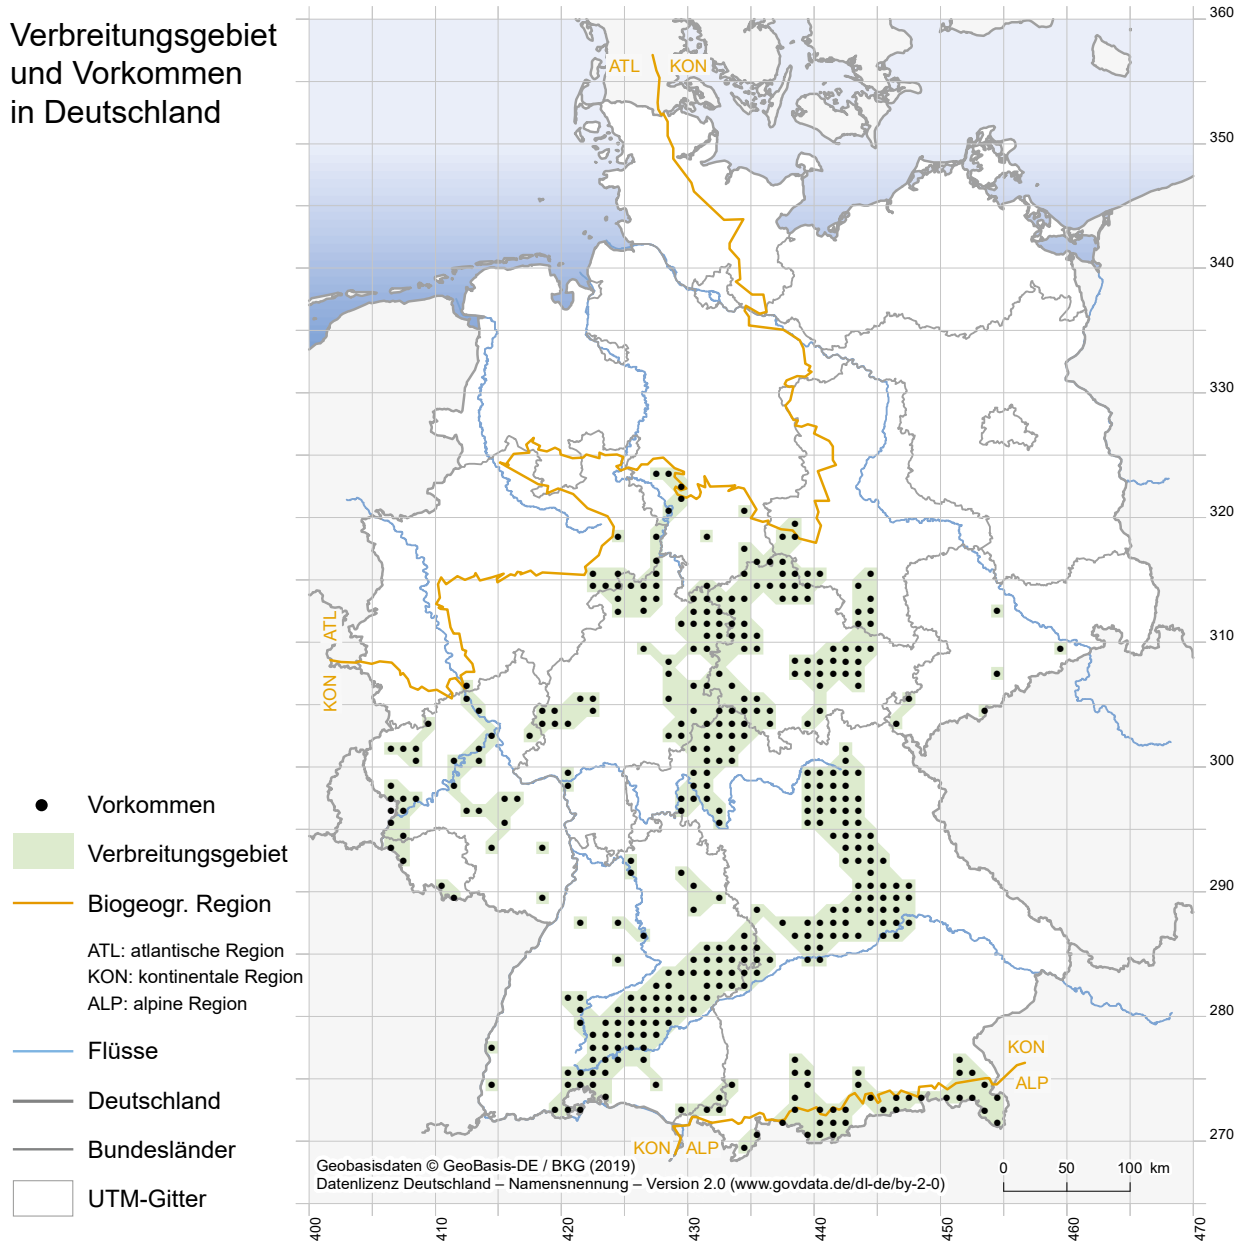 Verbreitungsgebiet
und Vorkommen
in Deutschland
ATL KON
ATL
KON
Vorkommen
Verbreitungsgebiet
Biogeogr. Region
ATL: atlantische Region
KON: kontinentale Region
ALP: alpine Region
Flüsse
Deutschland
Bundesländer
UTM-Gitter
KON
ALP
KON ALP
Geobasisdaten © GeoBasis-DE / BKG (2019)
Datenlizenz Deutschland – Namensnennung – Version 2.0 (www.govdata.de/dl-de/by-2-0)
0 50 100 km
360
350
340
330
320
310
300
290
280
270
400 410 420 430 440 450 460 470